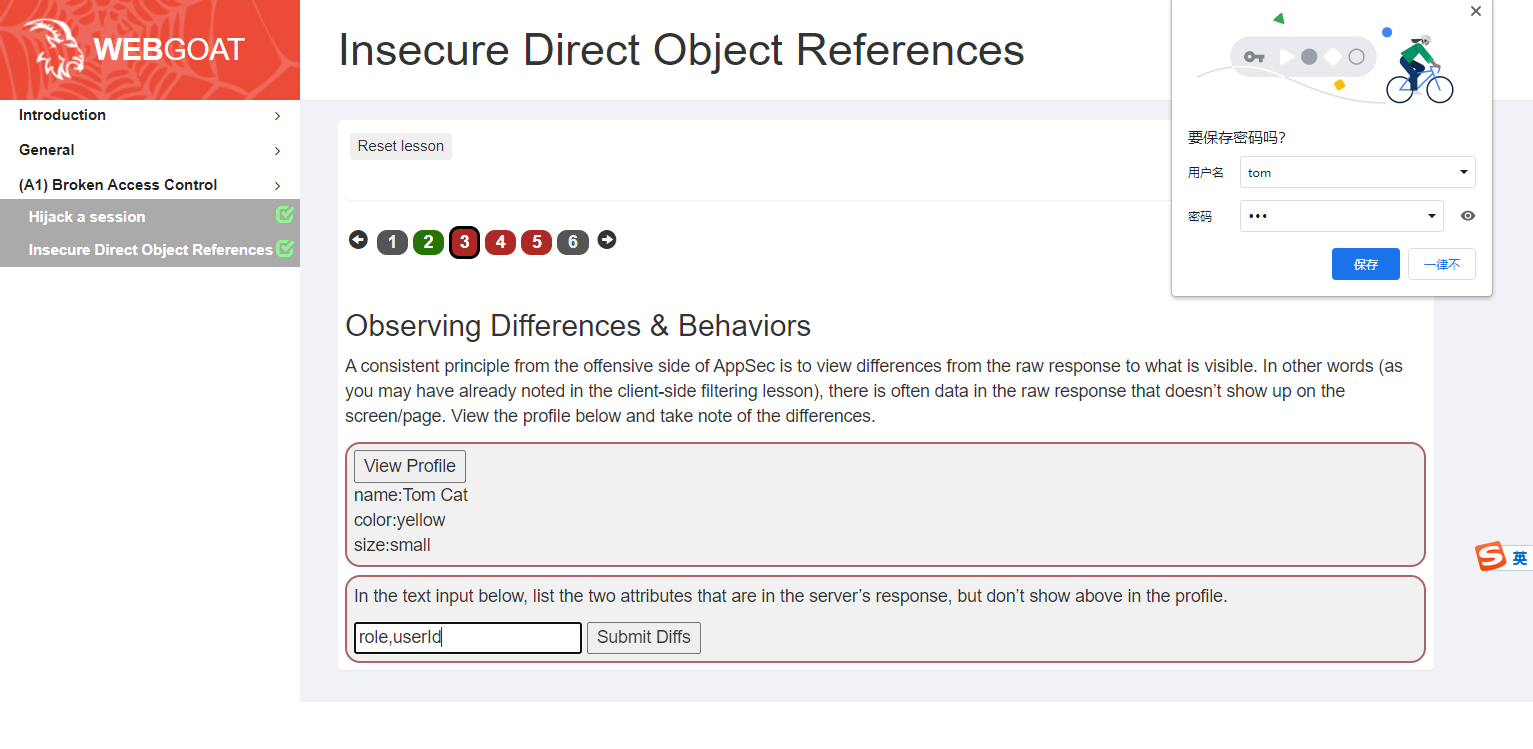 WEBGOAT
Introduction
General
(A1) Broken Access Control
Hijack a session
Insecure Direct Object References
Insecure Direct Object References
Reset lesson
1 2 3 4 5 6
Observing Differences & Behaviors
A consistent principle from the offensive side of AppSec is to view differences from the raw response to what is visible. In other words (as
you may have already noted in the client-side filtering lesson), there is often data in the raw response that doesn’t show up on the
screen/page. View the profile below and take note of the differences.
View Profile
name:Tom Cat
color:yellow
size:small
In the text input below, list the two attributes that are in the server’s response, but don’t show above in the profile.
role,userId Submit Diffs
要保存密码吗?
用户名 tom
密码 •••
保存 一律不
S 英